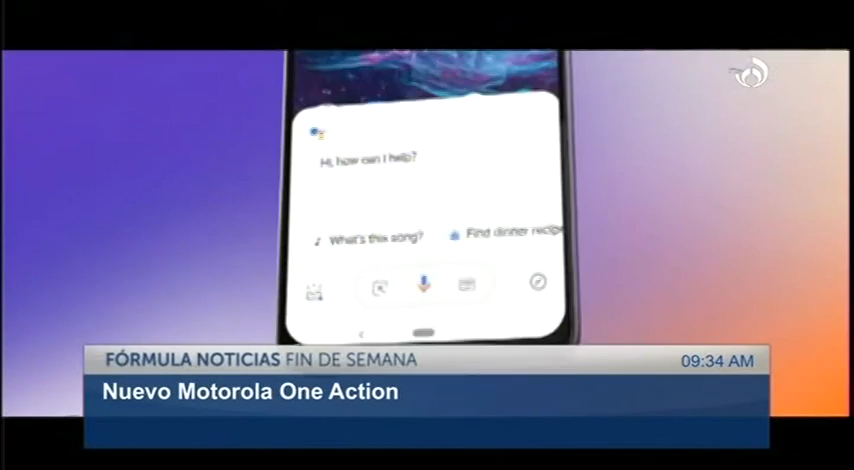 Hi, how can I help?
What's this song?
Find dinner recipe
FÓRMULA NOTICIAS FIN DE SEMANA
09:34 AM
Nuevo Motorola One Action